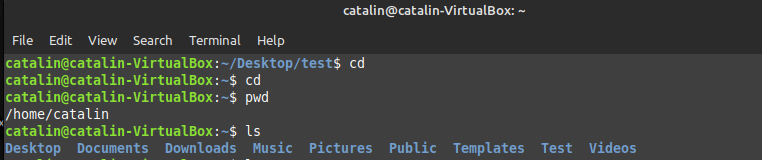 catalin@catalin-VirtualBox: ~
File Edit View Search Terminal Help
catalin@catalin-VirtualBox:~/Desktop/test$ cd
catalin@catalin-VirtualBox:~$ cd
catalin@catalin-VirtualBox:~$ pwd
/home/catalin
catalin@catalin-VirtualBox:~$ ls
Desktop Documents Downloads Music Pictures Public Templates Test Videos